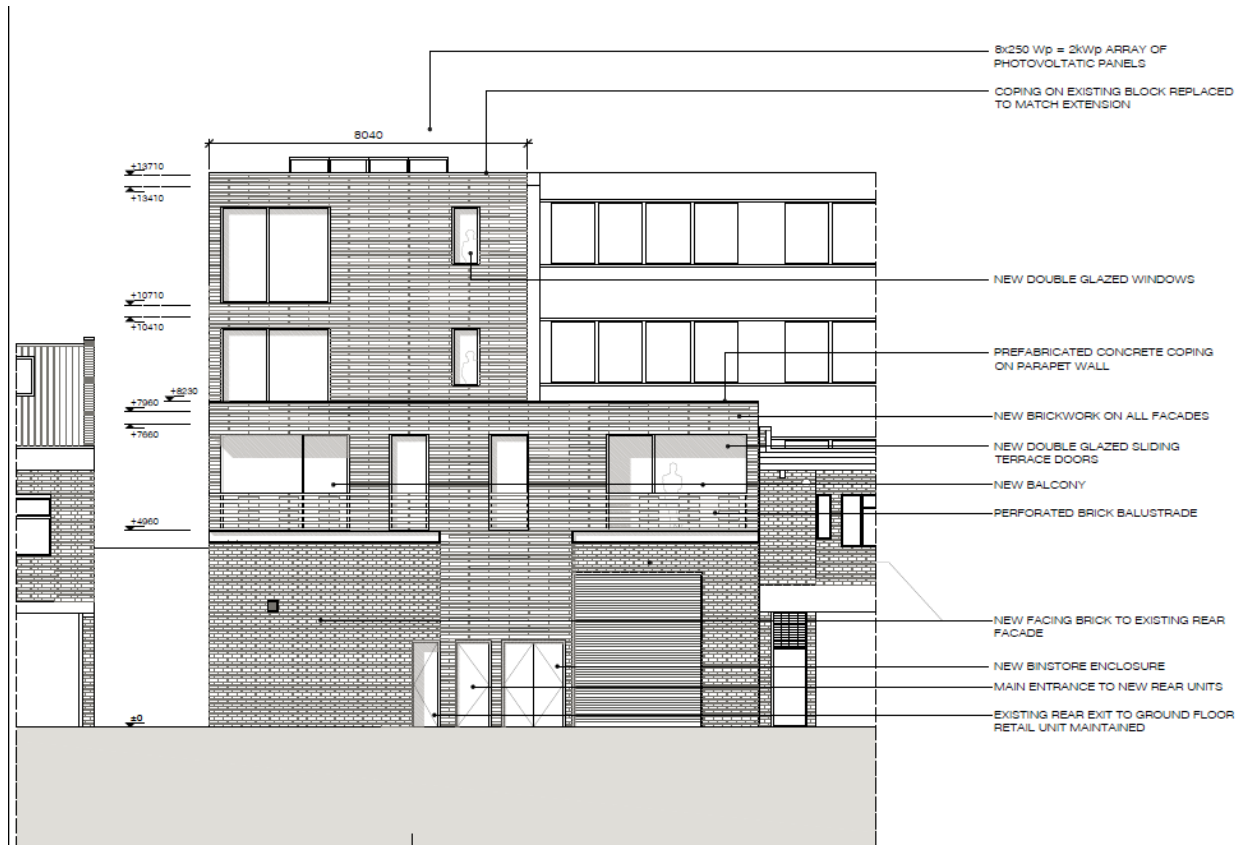 8x250 Wp = 2kWp ARRAY OF
PHOTOVOLTATIC PANELS
COPING ON EXISTING BLOCK REPLACED
TO MATCH EXTENSION
8040
+13710
+13410
NEW DOUBLE GLAZED WINDOWS
+10710
+10410
PREFABRICATED CONCRETE COPING
ON PARAPET WALL
+8230
+7960
+7660
NEW BRICKWORK ON ALL FACADES
NEW DOUBLE GLAZED SLIDING
TERRACE DOORS
NEW BALCONY
PERFORATED BRICK BALUSTRADE
+4960
NEW FACING BRICK TO EXISTING REAR
FACADE
NEW BINSTORE ENCLOSURE
MAIN ENTRANCE TO NEW REAR UNITS
±0
EXISTING REAR EXIT TO GROUND FLOOR
RETAIL UNIT MAINTAINED